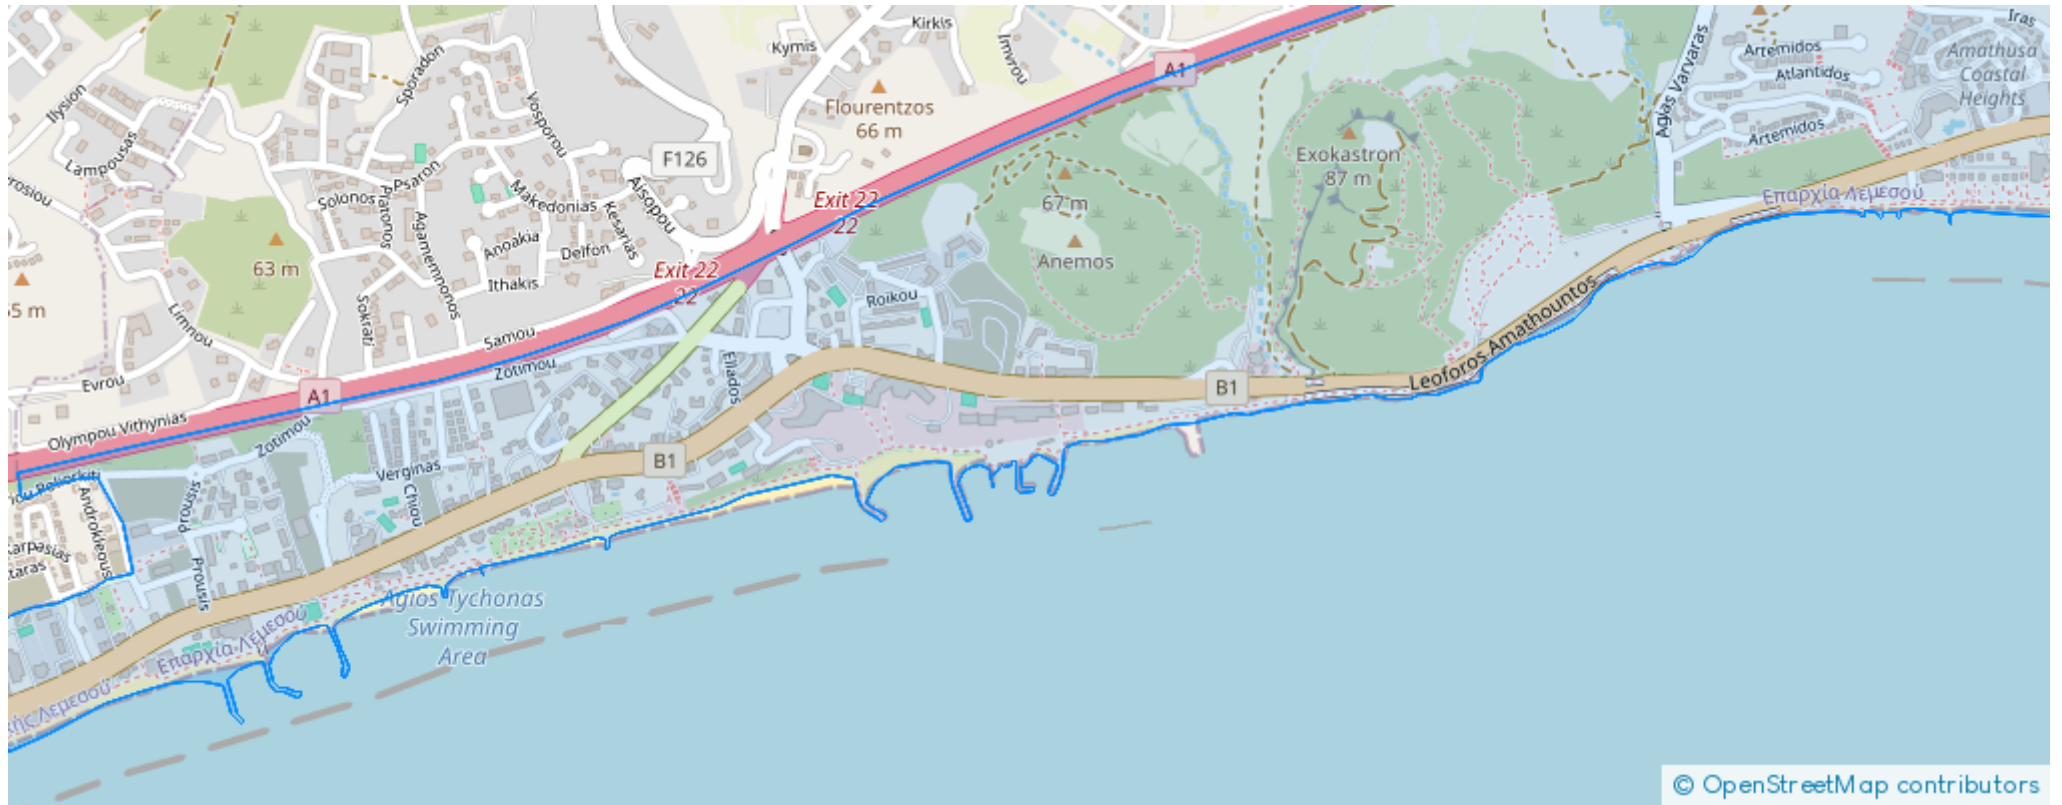 Kirkis
Kymis
Imvrou
Iras
Artemidos
Amathusa
Coastal
Heights
Atlantidos
Artemidos
Agias Varvaras
A1
Sporadon
Ilysion
Vosporou
Flourentzos
66 m
Lampousas
F126
Exokastron
87 m
Psaron
Platonos
Solonos
Makedonias
Aisopou
Kesarias
Agamemnonos
Exit 22
22
67 m
Επαρχία Λεμεσού
Anoakia
Delfon
63 m
Anemos
Exit 22
22
Ithakis
Roikou
5 m
Sokrati
Limnou
Samou
Leoforos Amathountos
Zotimou
Ellados
Evrou
A1
B1
Olympou Vithynias
Zotimou
B1
Verginas
Chiou
Androkleous
Prousis
Karpasias
taras
Prousis
Agios Tychonas
Swimming
Area
Επαρχία Λεμεσού
ής Λεμεσού
© OpenStreetMap contributors